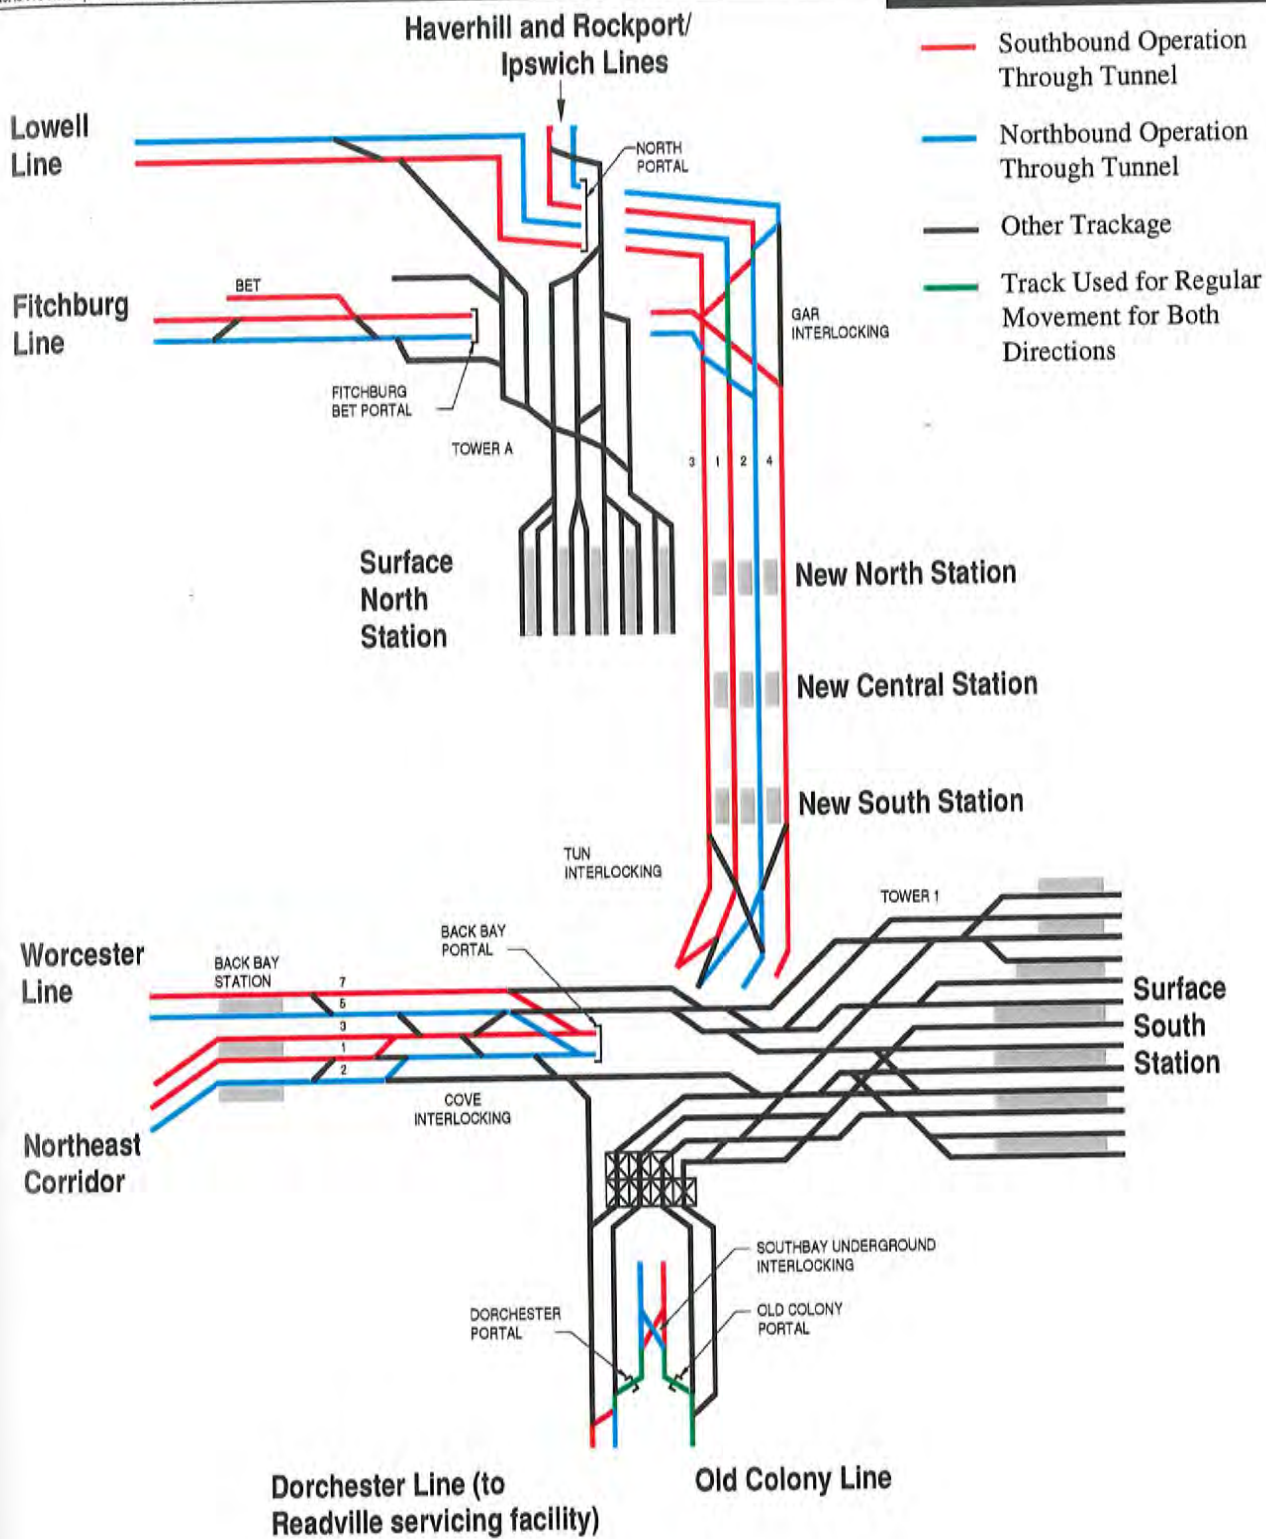 Haverhill and Rockport/
Ipswich Lines
Southbound Operation
Through Tunnel
Northbound Operation
Through Tunnel
Other Trackage
Track Used for Regular
Movement for Both
Directions
Lowell
Line
NORTH
PORTAL
BET
Fitchburg
Line
GAR
INTERLOCKING
FITCHBURG
BET PORTAL
TOWER A
3 1 2 4
Surface
North
Station
New North Station
New Central Station
New South Station
TUN
INTERLOCKING
TOWER 1
BACK BAY
PORTAL
Worcester
Line
BACK BAY
STATION
7
5
3
1
2
Surface
South
Station
COVE
INTERLOCKING
Northeast
Corridor
SOUTHBAY UNDERGROUND
INTERLOCKING
DORCHESTER
PORTAL
OLD COLONY
PORTAL
Dorchester Line (to
Readville servicing facility)
Old Colony Line